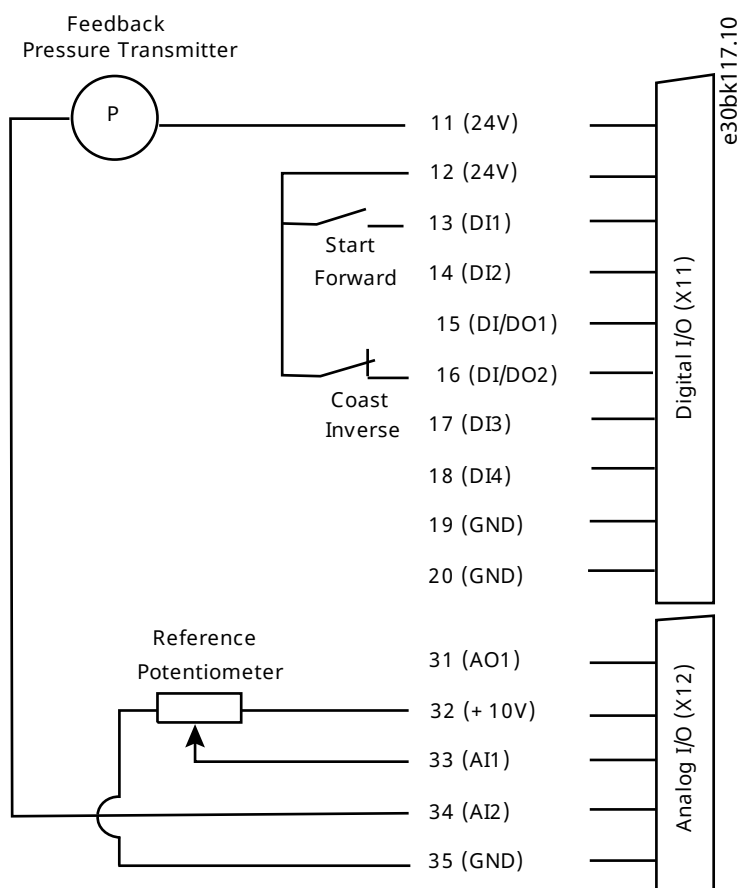 Feedback
Pressure Transmitter
P
e30bk117.10
11 (24V)
12 (24V)
13 (DI1)
Start
Forward
14 (DI2)
15 (DI/DO1)
16 (DI/DO2)
Coast
Inverse
17 (DI3)
18 (DI4)
19 (GND)
20 (GND)
Digital I/O (X11)
Reference
Potentiometer
31 (AO1)
32 (+ 10V)
33 (AI1)
34 (AI2)
35 (GND)
Analog I/O (X12)